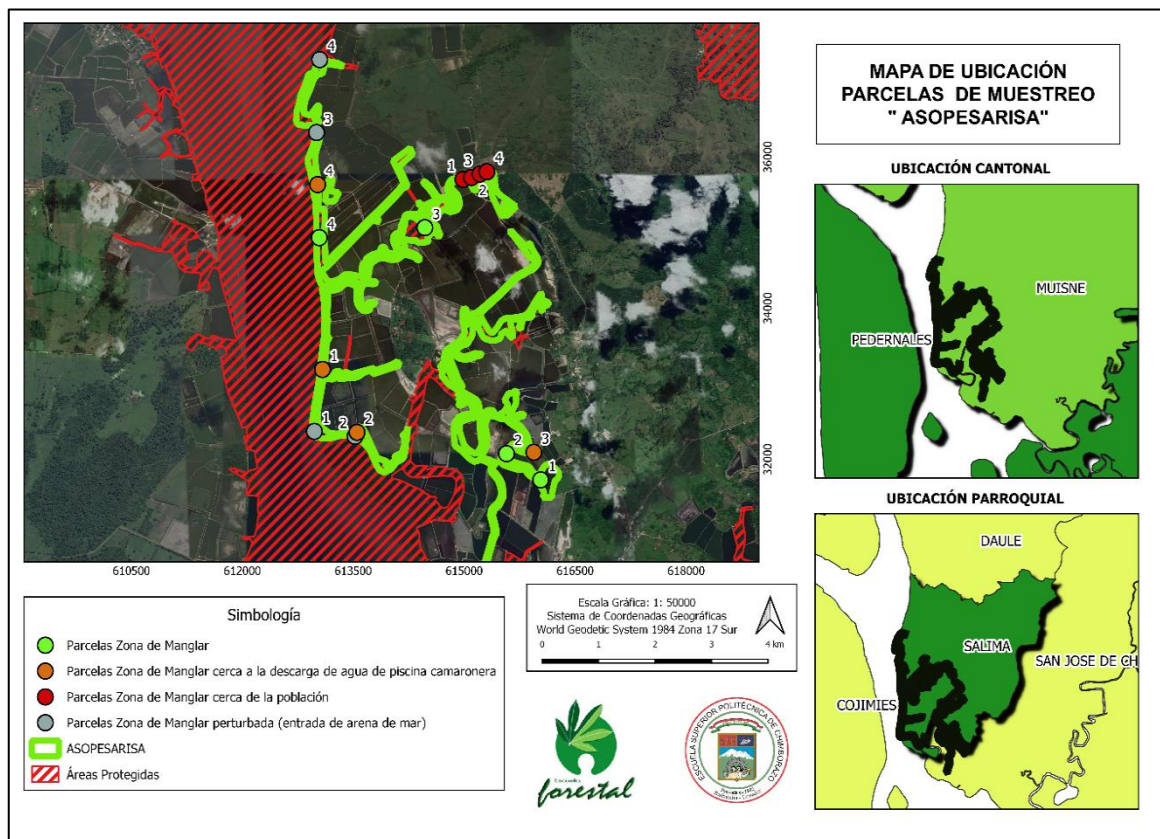 MAPA DE UBICACIÓN
PARCELAS DE MUESTREO
" ASOPESARISA"
4
3
4
4
1
1
2
2
3
1
3
2
4
2
3
1
36000
34000
32000
610500
612000
613500
615000
616500
618000
UBICACIÓN CANTONAL
MUISNE
PEDERNALES
UBICACIÓN PARROQUIAL
DAULE
SALIMA
SAN JOSE DE CH
COJIMIES
Simbología
Parcelas Zona de Manglar
Parcelas Zona de Manglar cerca a la descarga de agua de piscina camaronera
Parcelas Zona de Manglar cerca de la población
Parcelas Zona de Manglar perturbada (entrada de arena de mar)
ASOPESARISA
Áreas Protegidas
Escala Gráfica: 1: 50000
Sistema de Coordenadas Geográficas
World Geodetic System 1984 Zona 17 Sur
0 1 2 3 4 km
forestal
ESCUELA SUPERIOR POLITÉCNICA DE CHIMBORAZO